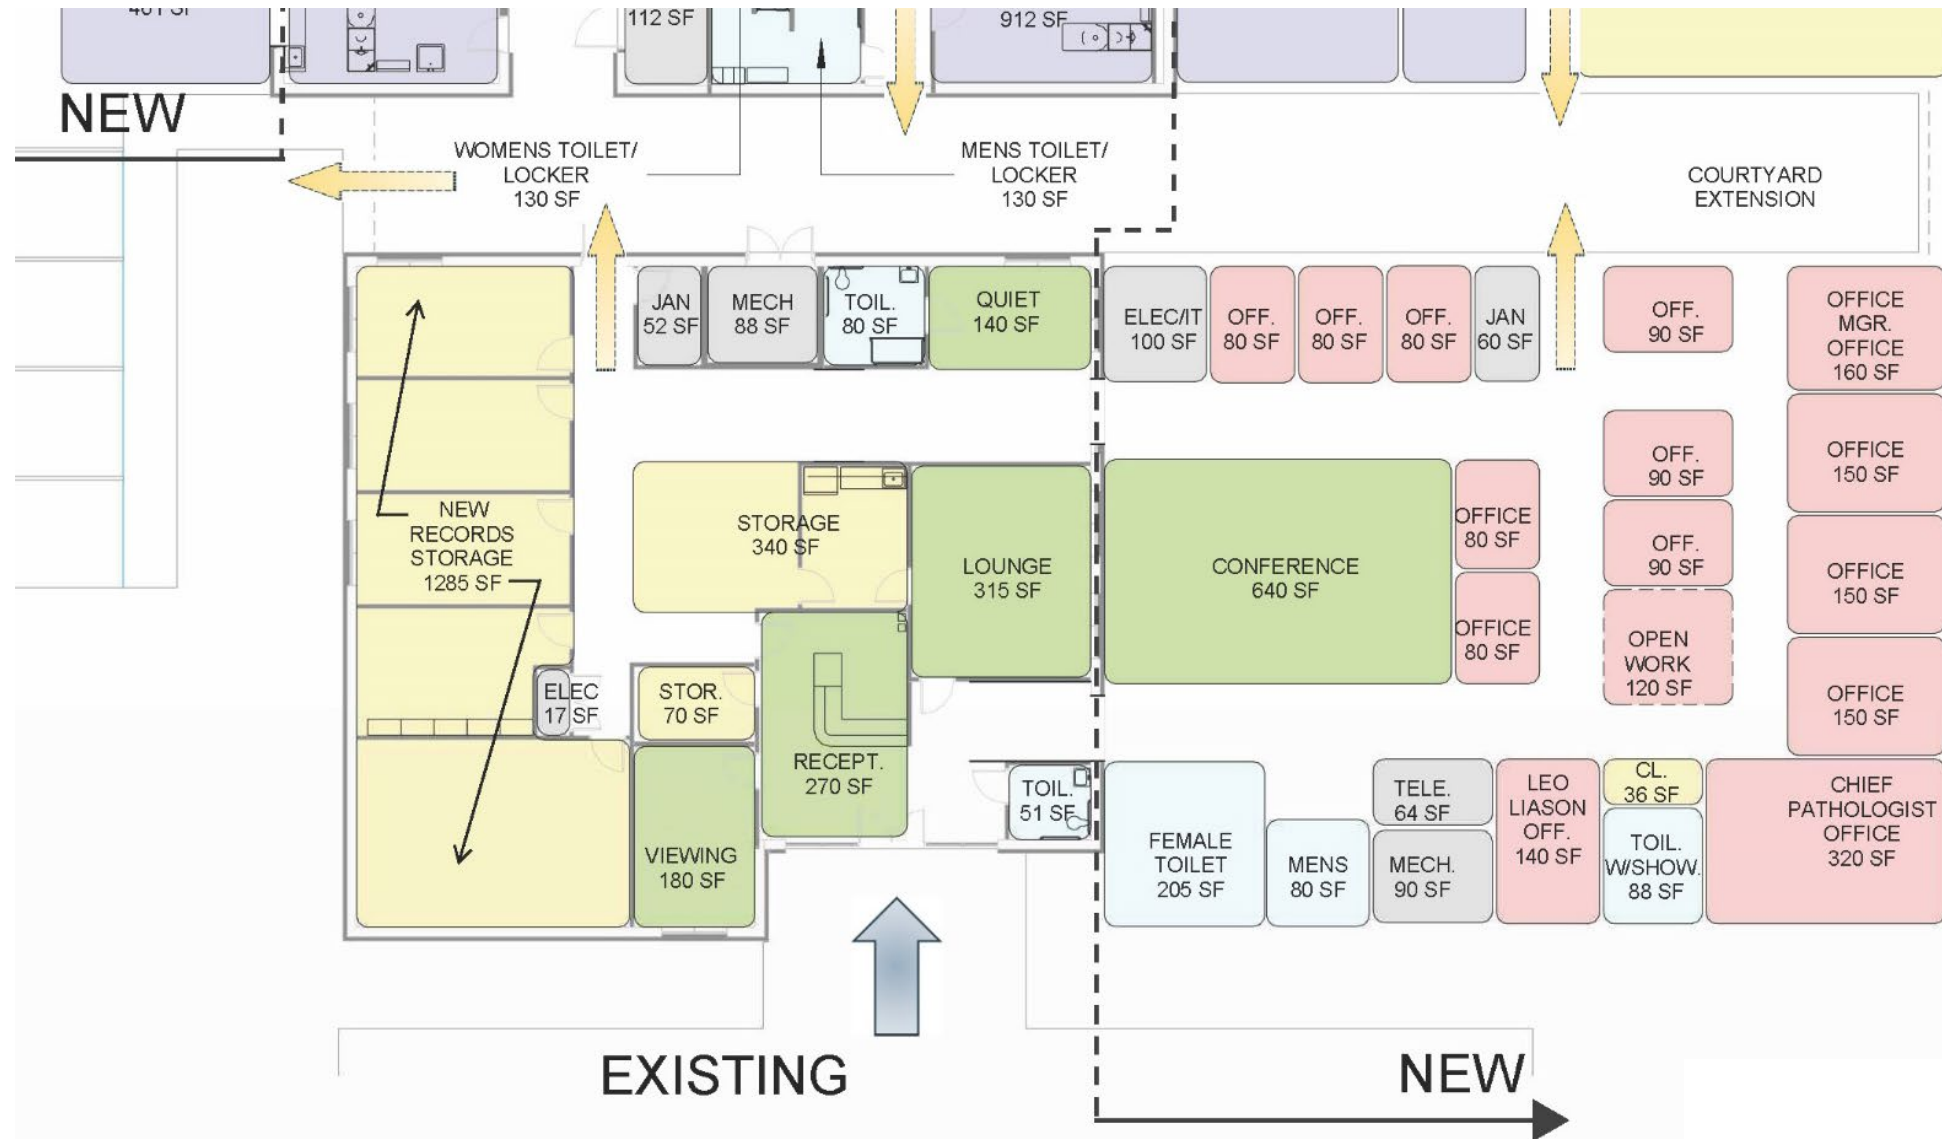 112 SF
912 SF
NEW
WOMENS TOILET/
LOCKER
130 SF
MENS TOILET/
LOCKER
130 SF
COURTYARD
EXTENSION
JAN
52 SF
MECH
88 SF
TOIL.
80 SF
QUIET
140 SF
ELEC/IT
100 SF
OFF.
80 SF
OFF.
80 SF
OFF.
80 SF
JAN
60 SF
OFF.
90 SF
OFFICE
MGR.
OFFICE
160 SF
NEW
RECORDS
STORAGE
1285 SF
STORAGE
340 SF
LOUNGE
315 SF
CONFERENCE
640 SF
OFFICE
80 SF
OFFICE
80 SF
OFF.
90 SF
OFF.
90 SF
OPEN
WORK
120 SF
OFFICE
150 SF
OFFICE
150 SF
OFFICE
150 SF
ELEC
17 SF
STOR.
70 SF
RECEPT.
270 SF
VIEWING
180 SF
TOIL.
51 SF
FEMALE
TOILET
205 SF
MENS
80 SF
TELE.
64 SF
MECH.
90 SF
LEO
LIASON
OFF.
140 SF
CL.
36 SF
TOIL.
W/SHOW.
88 SF
CHIEF
PATHOLOGIST
OFFICE
320 SF
EXISTING
NEW